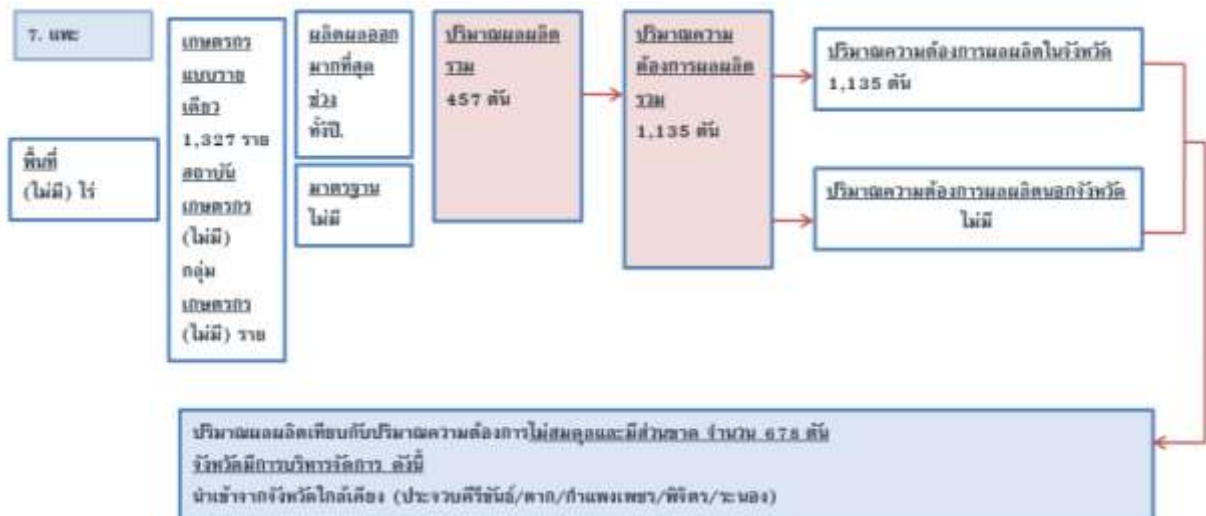 7. แพะ
พื้นที่
(ไม่มี) ไร่
เกษตรกร
แบบราย
เดียว
1,327 ราย
สถาบัน
เกษตรกร
(ไม่มี)
กลุ่ม
เกษตรกร
(ไม่มี) ราย
ผลิตผลออก
มากที่สุด
ช่วง
ทั้งปี.
มาตรฐาน
ไม่มี
ปริมาณผลผลิต
รวม
457 ตัน
ปริมาณความ
ต้องการผลผลิต
รวม
1,135 ตัน
ปริมาณความต้องการผลผลิตในจังหวัด
1,135 ตัน
ปริมาณความต้องการผลผลิตนอกจังหวัด
ไม่มี
ปริมาณผลผลิตเทียบกับปริมาณความต้องการไม่สมดุลและมีส่วนขาด จำนวน 678 ตัน
จังหวัดมีการบริหารจัดการ ดังนี้
นำเข้าจากจังหวัดใกล้เคียง (ประจวบคีรีขันธ์/ตาก/กำแพงเพชร/พิจิตร/ระนอง)